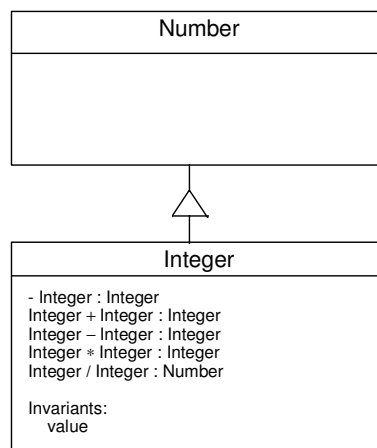 Number
Integer
- Integer : Integer
Integer + Integer : Integer
Integer − Integer : Integer
Integer * Integer : Integer
Integer / Integer : Number
Invariants:
value